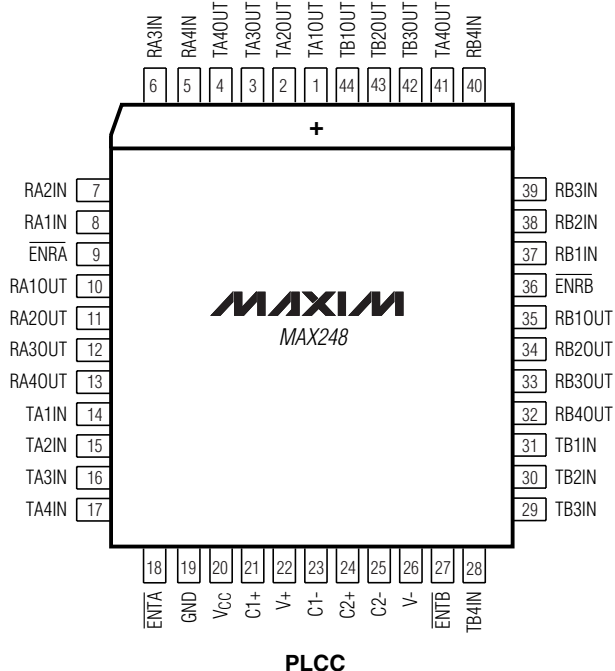 RA3IN
RA4IN
TA4OUT
TA3OUT
TA2OUT
TA1OUT
TB1OUT
TB2OUT
TB3OUT
TA4OUT
RB4IN
6 5 4 3 2 1 44 43 42 41 40
+
RA2IN 7
RA1IN 8
ENRA 9
RA1OUT 10
RA2OUT 11
RA3OUT 12
RA4OUT 13
TA1IN 14
TA2IN 15
TA3IN 16
TA4IN 17
MAXIM
MAX248
39 RB3IN
38 RB2IN
37 RB1IN
36 ENRB
35 RB1OUT
34 RB2OUT
33 RB3OUT
32 RB4OUT
31 TB1IN
30 TB2IN
29 TB3IN
18 19 20 21 22 23 24 25 26 27 28
ENTA
GND
VCC
C1+
V+
C1-
C2+
C2-
V-
ENTB
TB4IN
PLCC